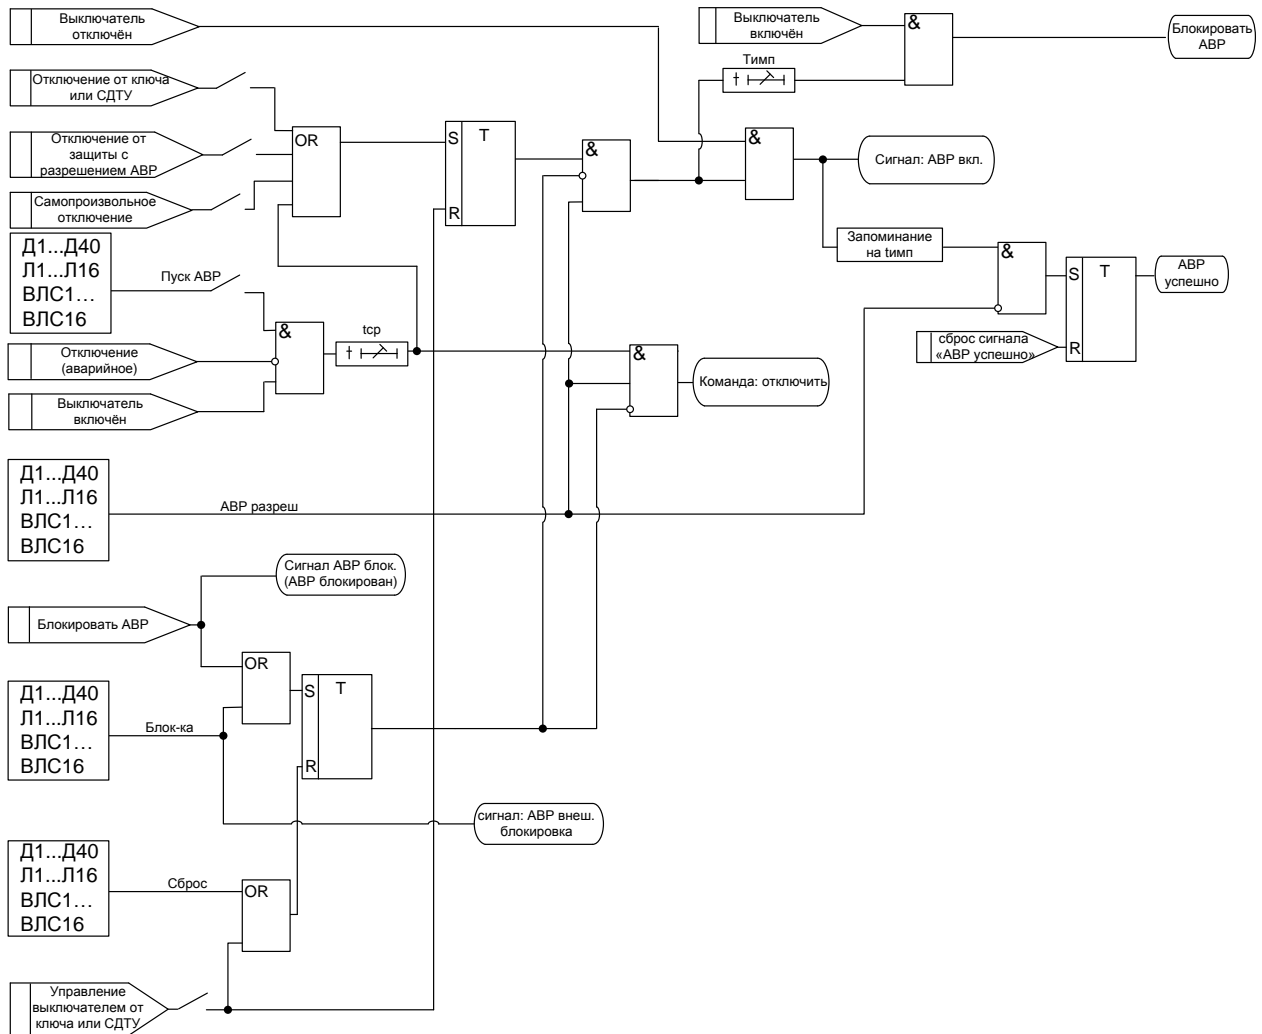 Выключатель
отключён
Выключатель
включён
&
Блокировать
АВР
Тимп
Отключение от ключа
или СДТУ
Отключение от
защиты с
разрешением АВР
Самопроизвольное
отключение
OR
S
T
R
&
&
Сигнал: АВР вкл.
Запоминание
на tимп
&
S
T
R
АВР
успешно
сброс сигнала
«АВР успешно»
Д1...Д40
Л1...Л16
ВЛС1...
ВЛС16
Пуск АВР
&
tср
Отключение
(аварийное)
Выключатель
включён
&
Команда: отключить
Д1...Д40
Л1...Л16
ВЛС1...
ВЛС16
АВР разреш
Сигнал АВР блок.
(АВР блокирован)
Блокировать АВР
OR
S
T
R
Д1...Д40
Л1...Л16
ВЛС1...
ВЛС16
Блок-ка
сигнал: АВР внеш.
блокировка
Д1...Д40
Л1...Л16
ВЛС1...
ВЛС16
Сброс
OR
Управление
выключателем от
ключа или СДТУ